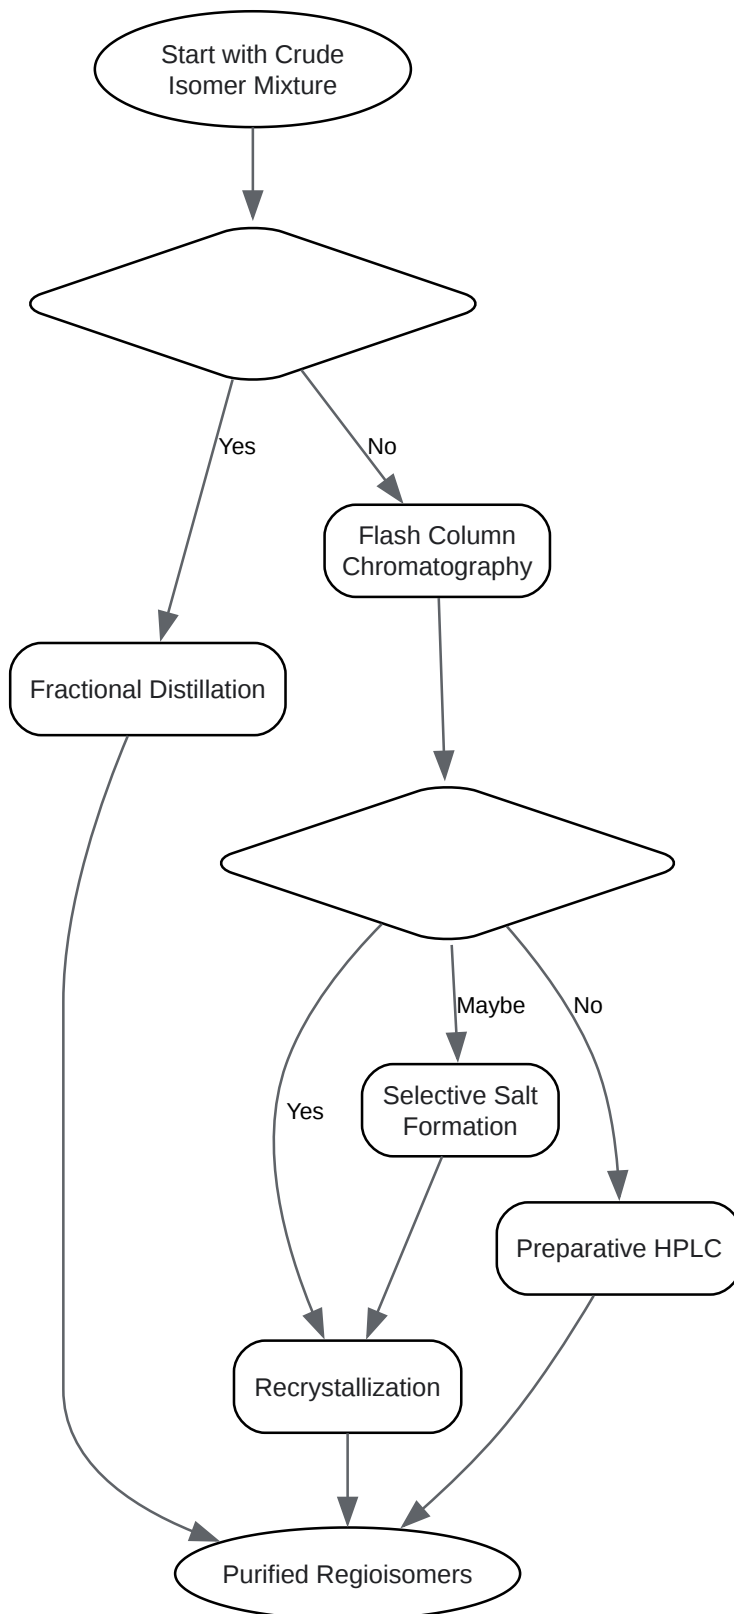 Start with Crude
Isomer Mixture
Yes
No
Flash Column
Chromatography
Fractional Distillation
Maybe
No
Yes
Selective Salt
Formation
Preparative HPLC
Recrystallization
Purified Regioisomers